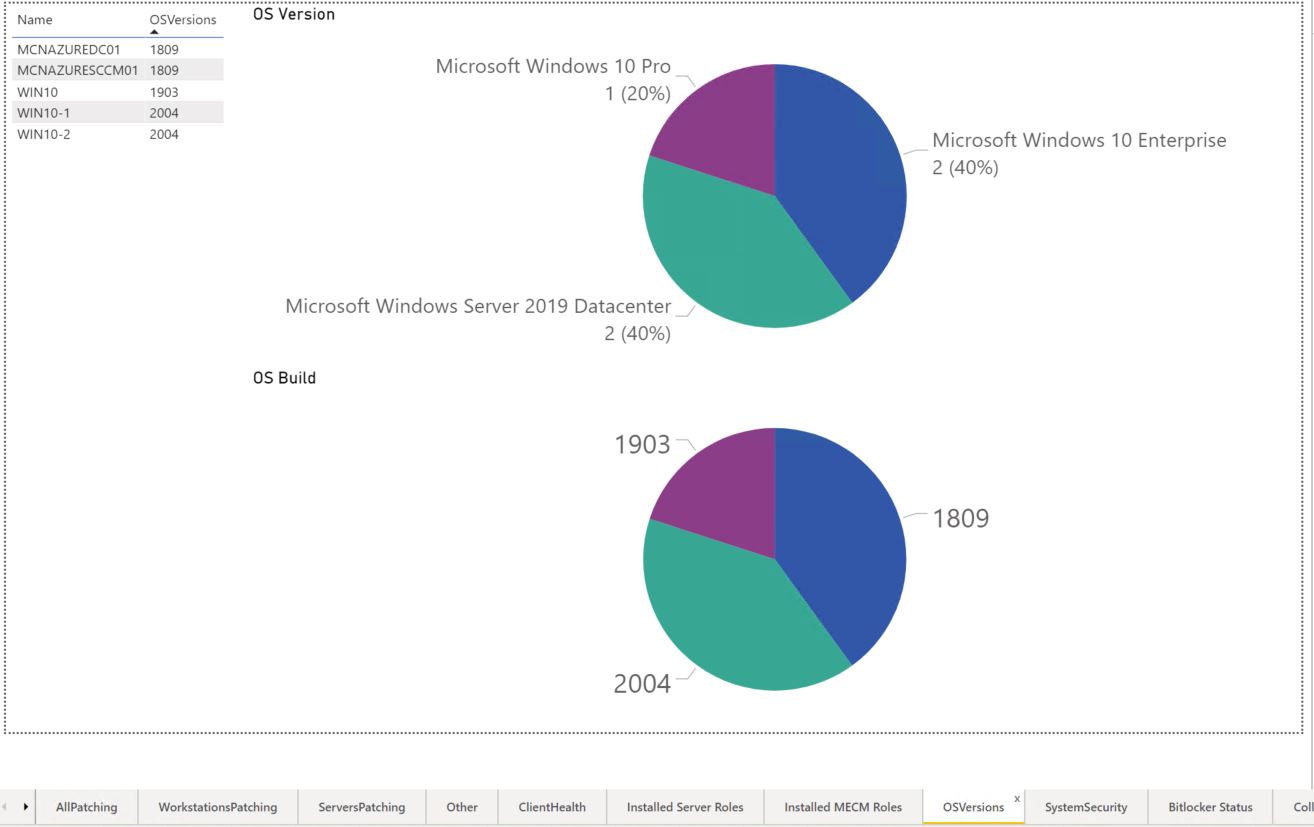 Name OSVersions
MCNAZUREDC01 1809
MCNAZURESCCM01 1809
WIN10 1903
WIN10-1 2004
WIN10-2 2004
OS Version
Microsoft Windows 10 Pro
1 (20%)
Microsoft Windows 10 Enterprise
2 (40%)
Microsoft Windows Server 2019 Datacenter
2 (40%)
OS Build
1903
1809
2004
AllPatching WorkstationsPatching ServersPatching Other ClientHealth Installed Server Roles Installed MECM Roles OSVersions x SystemSecurity Bitlocker Status Coll